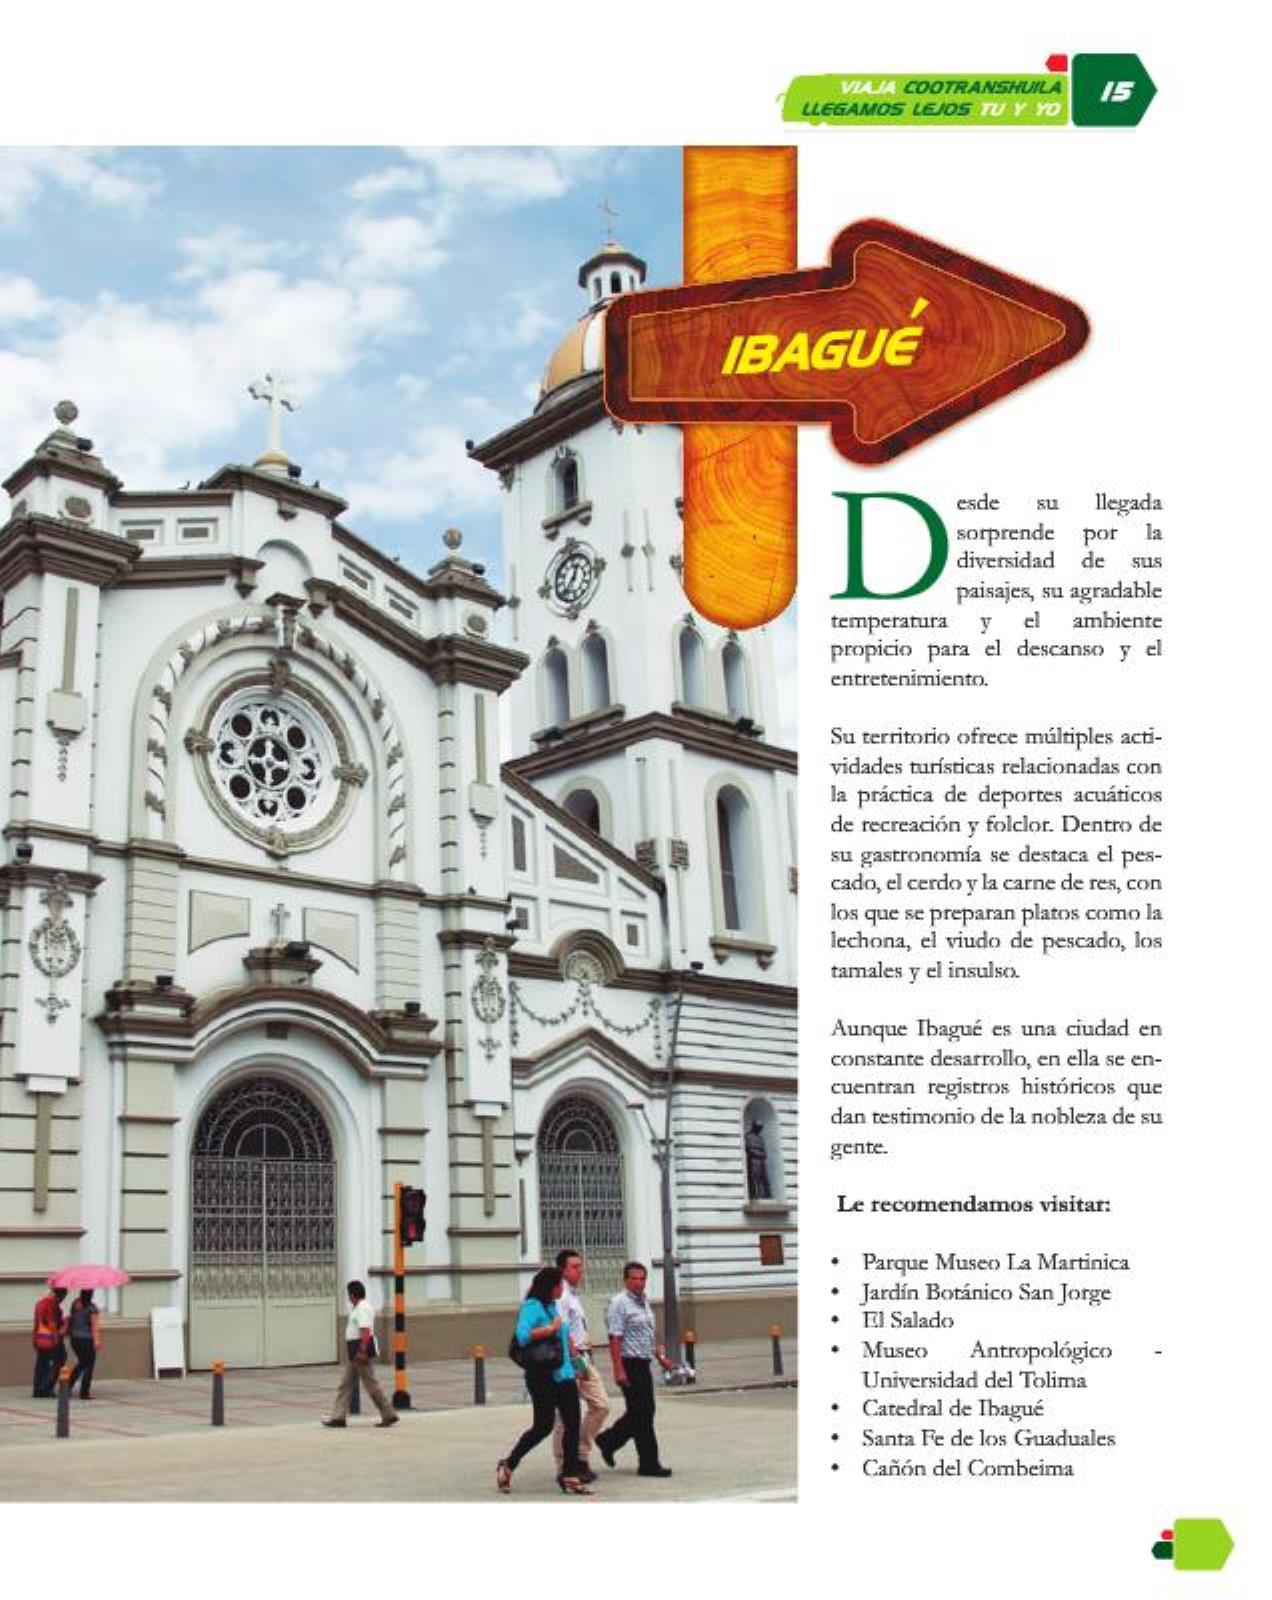 VIAJA COOTRANSHUILA
LLEGAMOS LEJOS TU Y YO
15
IBAGUÉ
Desde su llegada
sorprende por la
diversidad de sus
paisajes, su agradable
temperatura y el ambiente
propicio para el descanso y el
entretenimiento.
Su territorio ofrece múltiples acti-
vidades turísticas relacionadas con
la práctica de deportes acuáticos
de recreación y folclor. Dentro de
su gastronomía se destaca el pes-
cado, el cerdo y la carne de res, con
los que se preparan platos como la
lechona, el viudo de pescado, los
tamales y el insulso.
Aunque Ibagué es una ciudad en
constante desarrollo, en ella se en-
cuentran registros históricos que
dan testimonio de la nobleza de su
gente.
Le recomendamos visitar:
• Parque Museo La Martinica
• Jardín Botánico San Jorge
• El Salado
• Museo Antropológico -
Universidad del Tolima
• Catedral de Ibagué
• Santa Fe de los Guaduales
• Cañón del Combeima